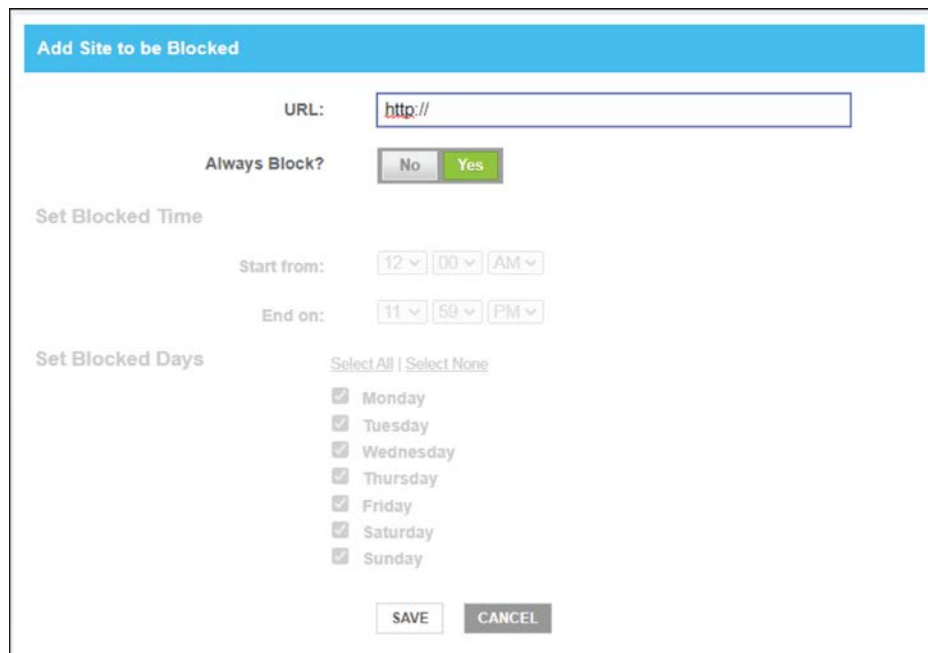 Add Site to be Blocked
URL: http://
Always Block? No Yes
Set Blocked Time
Start from: 12 00 AM
End on: 11 59 PM
Set Blocked Days Select All | Select None
Monday
Tuesday
Wednesday
Thursday
Friday
Saturday
Sunday
SAVE CANCEL